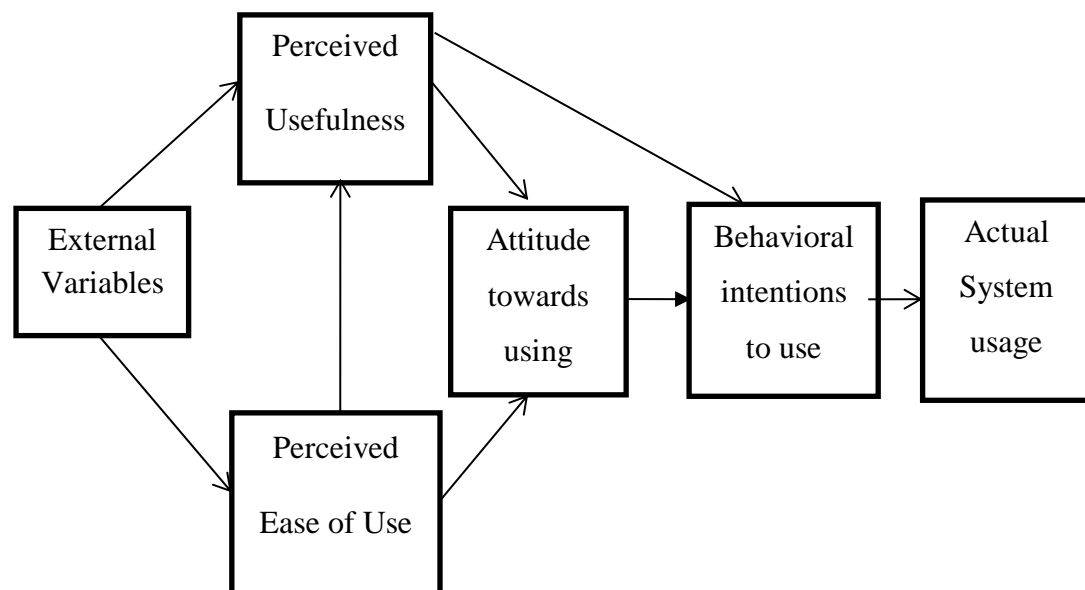 Perceived
Usefulness
External
Variables
Attitude
towards
using
Behavioral
intentions
to use
Actual
System
usage
Perceived
Ease of Use